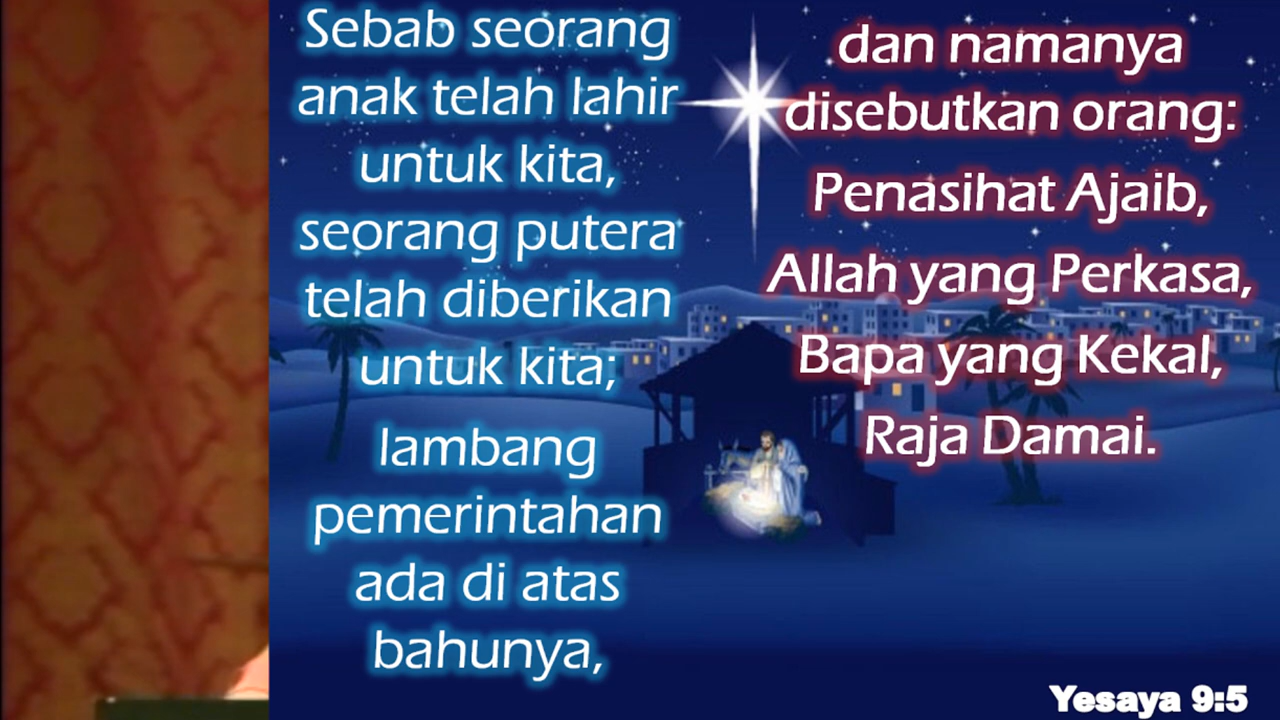 Sebab seorang
anak telah lahir
untuk kita,
seorang putera
telah diberikan
untuk kita;
lambang
pemerintahan
ada di atas
bahunya,
dan namanya
disebutkan orang:
Penasihat Ajaib,
Allah yang Perkasa,
Bapa yang Kekal,
Raja Damai.
Yesaya 9:5